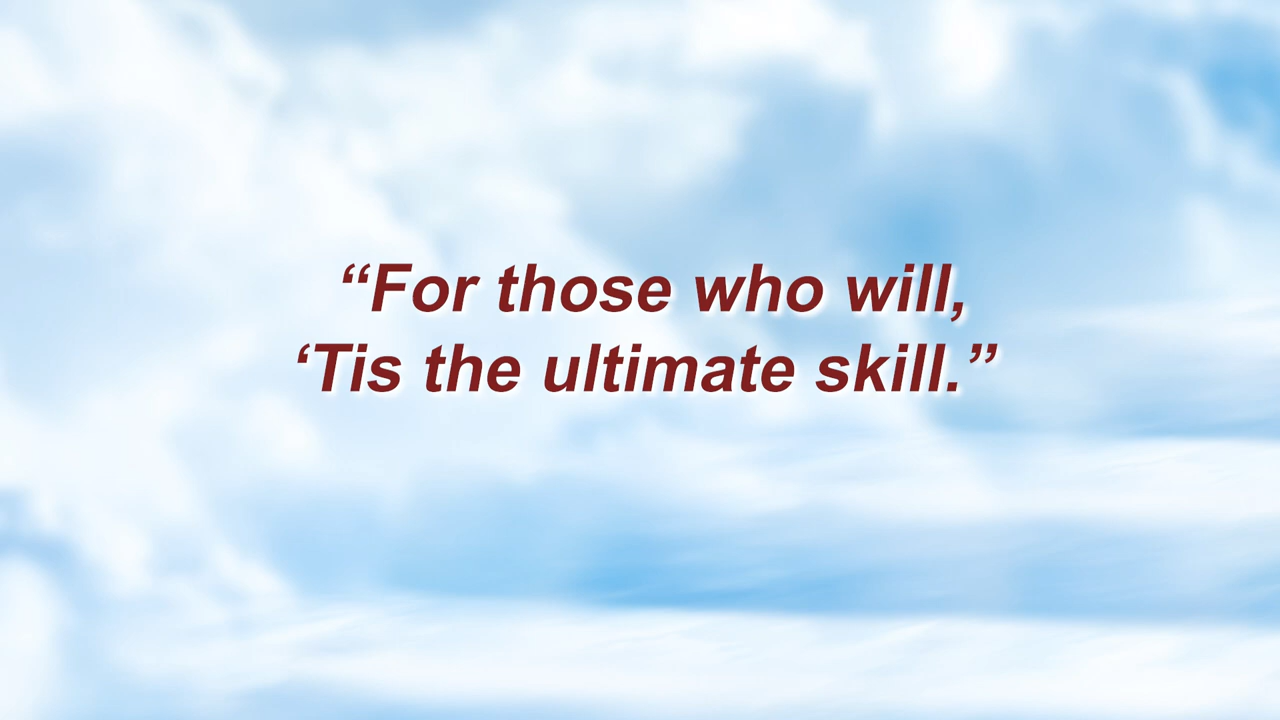 “For those who will,
‘Tis the ultimate skill.”